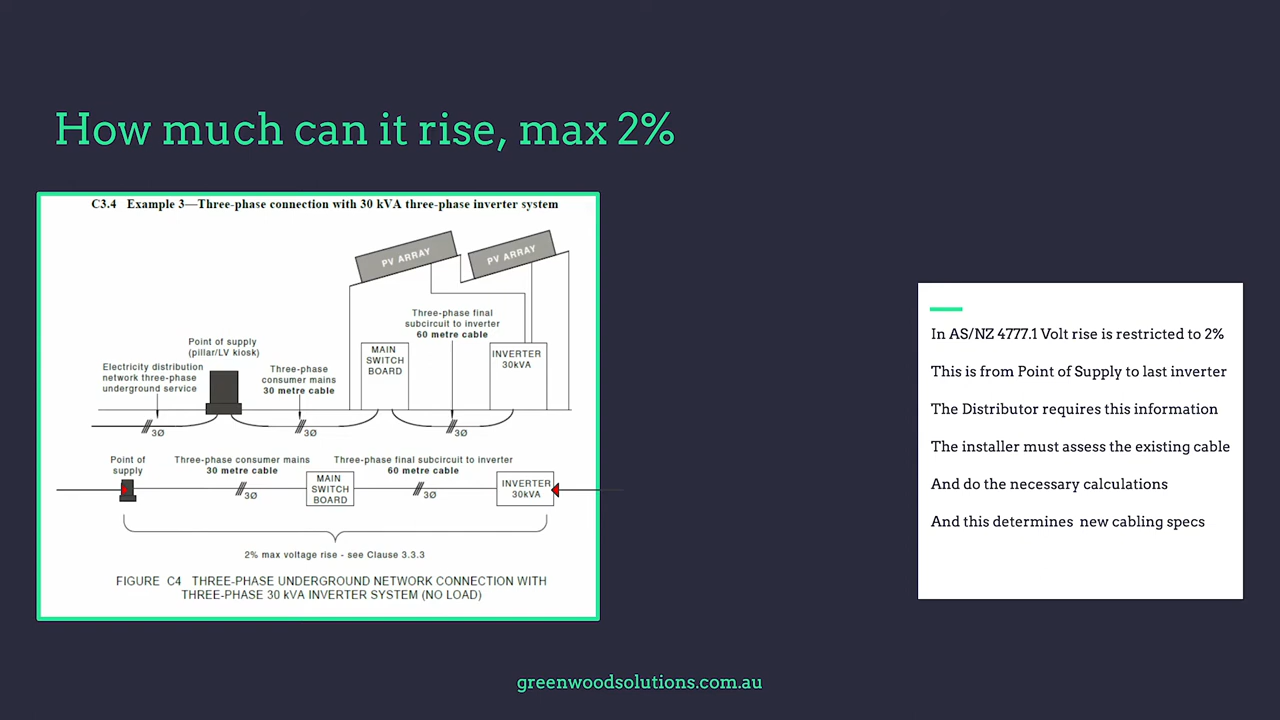 How much can it rise, max 2%
C3.4 Example 3—Three-phase connection with 30 kVA three-phase inverter system
PV ARRAY
PV ARRAY
Three-phase final
subcircuit to inverter
60 metre cable
Point of supply
(pillar/LV kiosk)
MAIN
SWITCH
BOARD
INVERTER
30kVA
Electricity distribution
network three-phase
underground service
Three-phase
consumer mains
30 metre cable
3Ø
3Ø
3Ø
Point of
supply
Three-phase consumer mains
30 metre cable
Three-phase final subcircuit to inverter
60 metre cable
MAIN
SWITCH
BOARD
INVERTER
30kVA
3Ø
3Ø
2% max voltage rise - see Clause 3.3.3
FIGURE C4 THREE-PHASE UNDERGROUND NETWORK CONNECTION WITH
THREE-PHASE 30 kVA INVERTER SYSTEM (NO LOAD)
In AS/NZ 4777.1 Volt rise is restricted to 2%
This is from Point of Supply to last inverter
The Distributor requires this information
The installer must assess the existing cable
And do the necessary calculations
And this determines new cabling specs
greenwoodsolutions.com.au